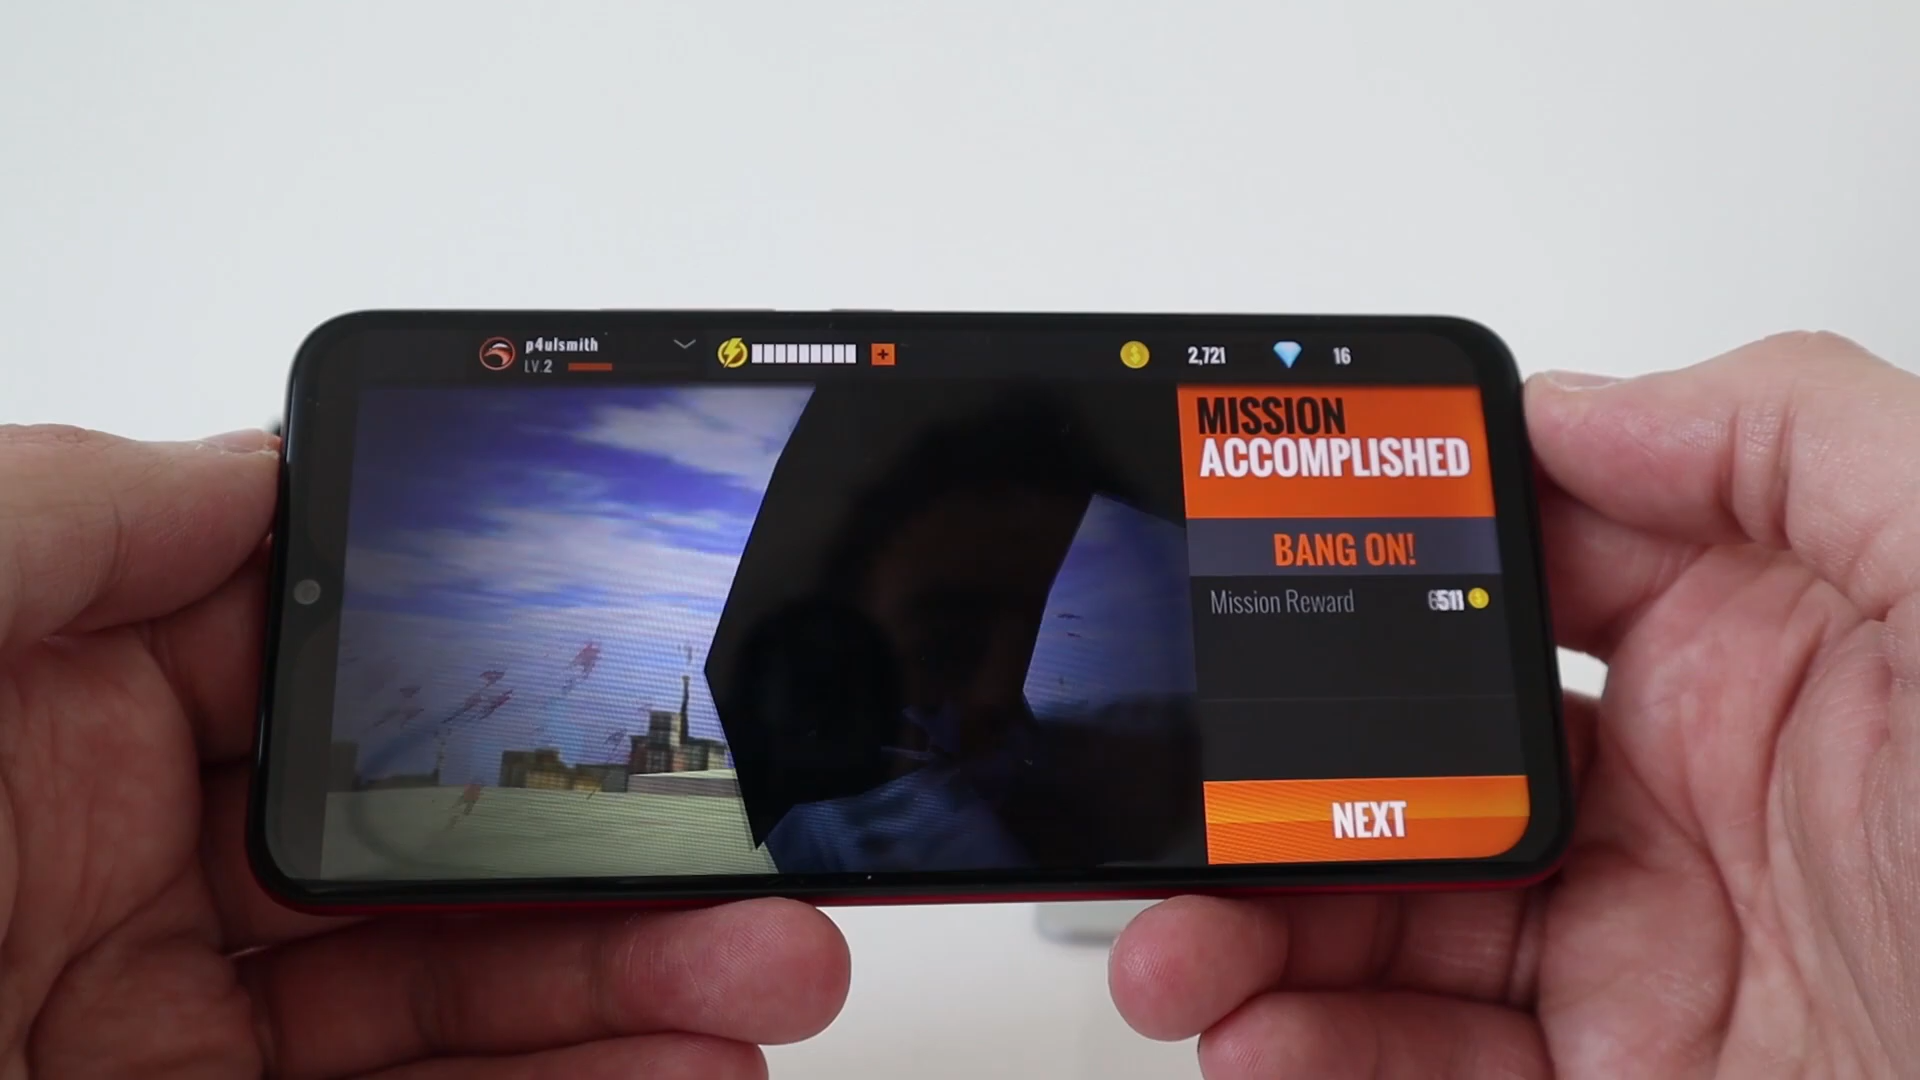 p4ulsmith
LV.2
2,721
16
MISSION
ACCOMPLISHED
BANG ON!
Mission Reward
NEXT